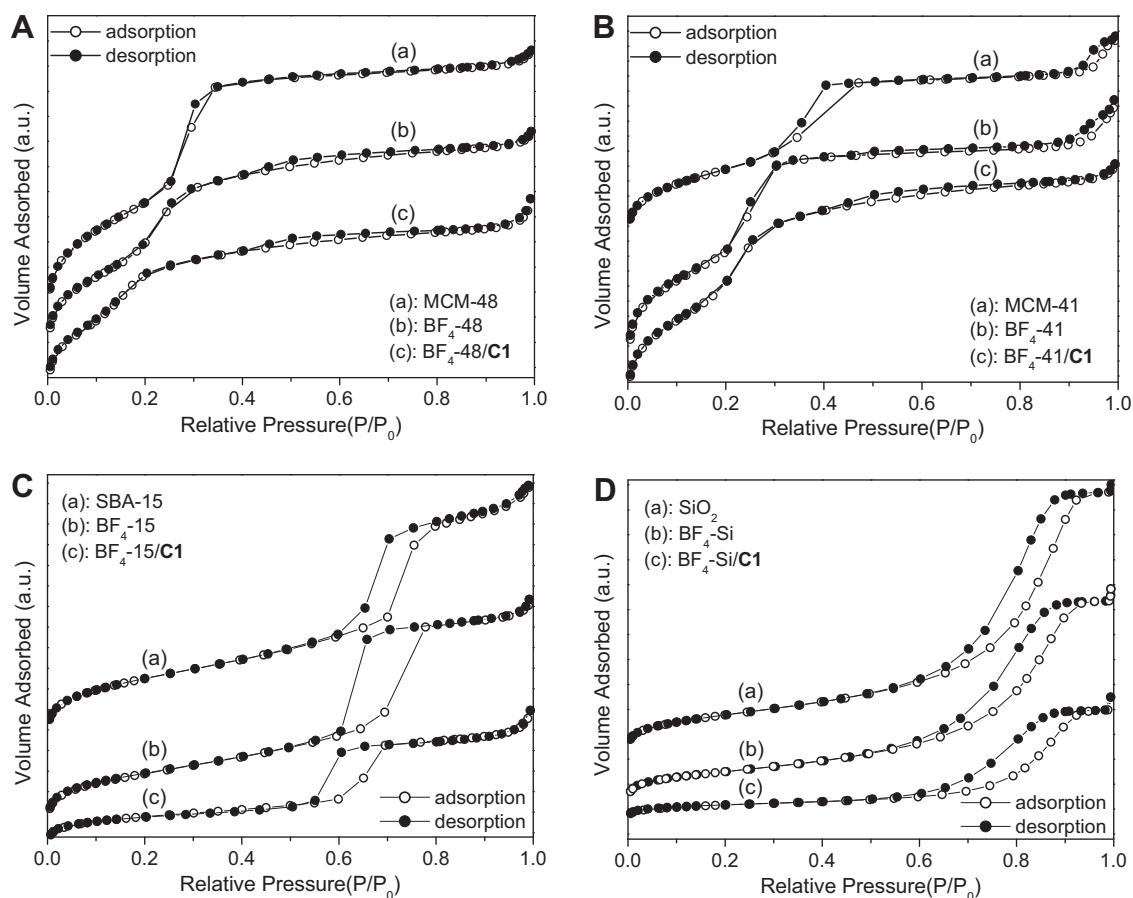 A
adsorption
desorption
(a)
(b)
(c)
(a): MCM-48
(b): BF4-48
(c): BF4-48/C1
Volume Adsorbed (a.u.)
0.0 0.2 0.4 0.6 0.8 1.0
Relative Pressure(P/P0)
B
adsorption
desorption
(a)
(b)
(c)
(a): MCM-41
(b): BF4-41
(c): BF4-41/C1
Volume Adsorbed (a.u.)
0.0 0.2 0.4 0.6 0.8 1.0
Relative Pressure(P/P0)
C
(a): SBA-15
(b): BF4-15
(c): BF4-15/C1
(a)
(b)
(c)
adsorption
desorption
Volume Adsorbed (a.u.)
0.0 0.2 0.4 0.6 0.8 1.0
Relative Pressure(P/P0)
D
(a): SiO2
(b): BF4-Si
(c): BF4-Si/C1
(a)
(b)
(c)
adsorption
desorption
Volume Adsorbed (a.u.)
0.0 0.2 0.4 0.6 0.8 1.0
Relative Pressure(P/P0)